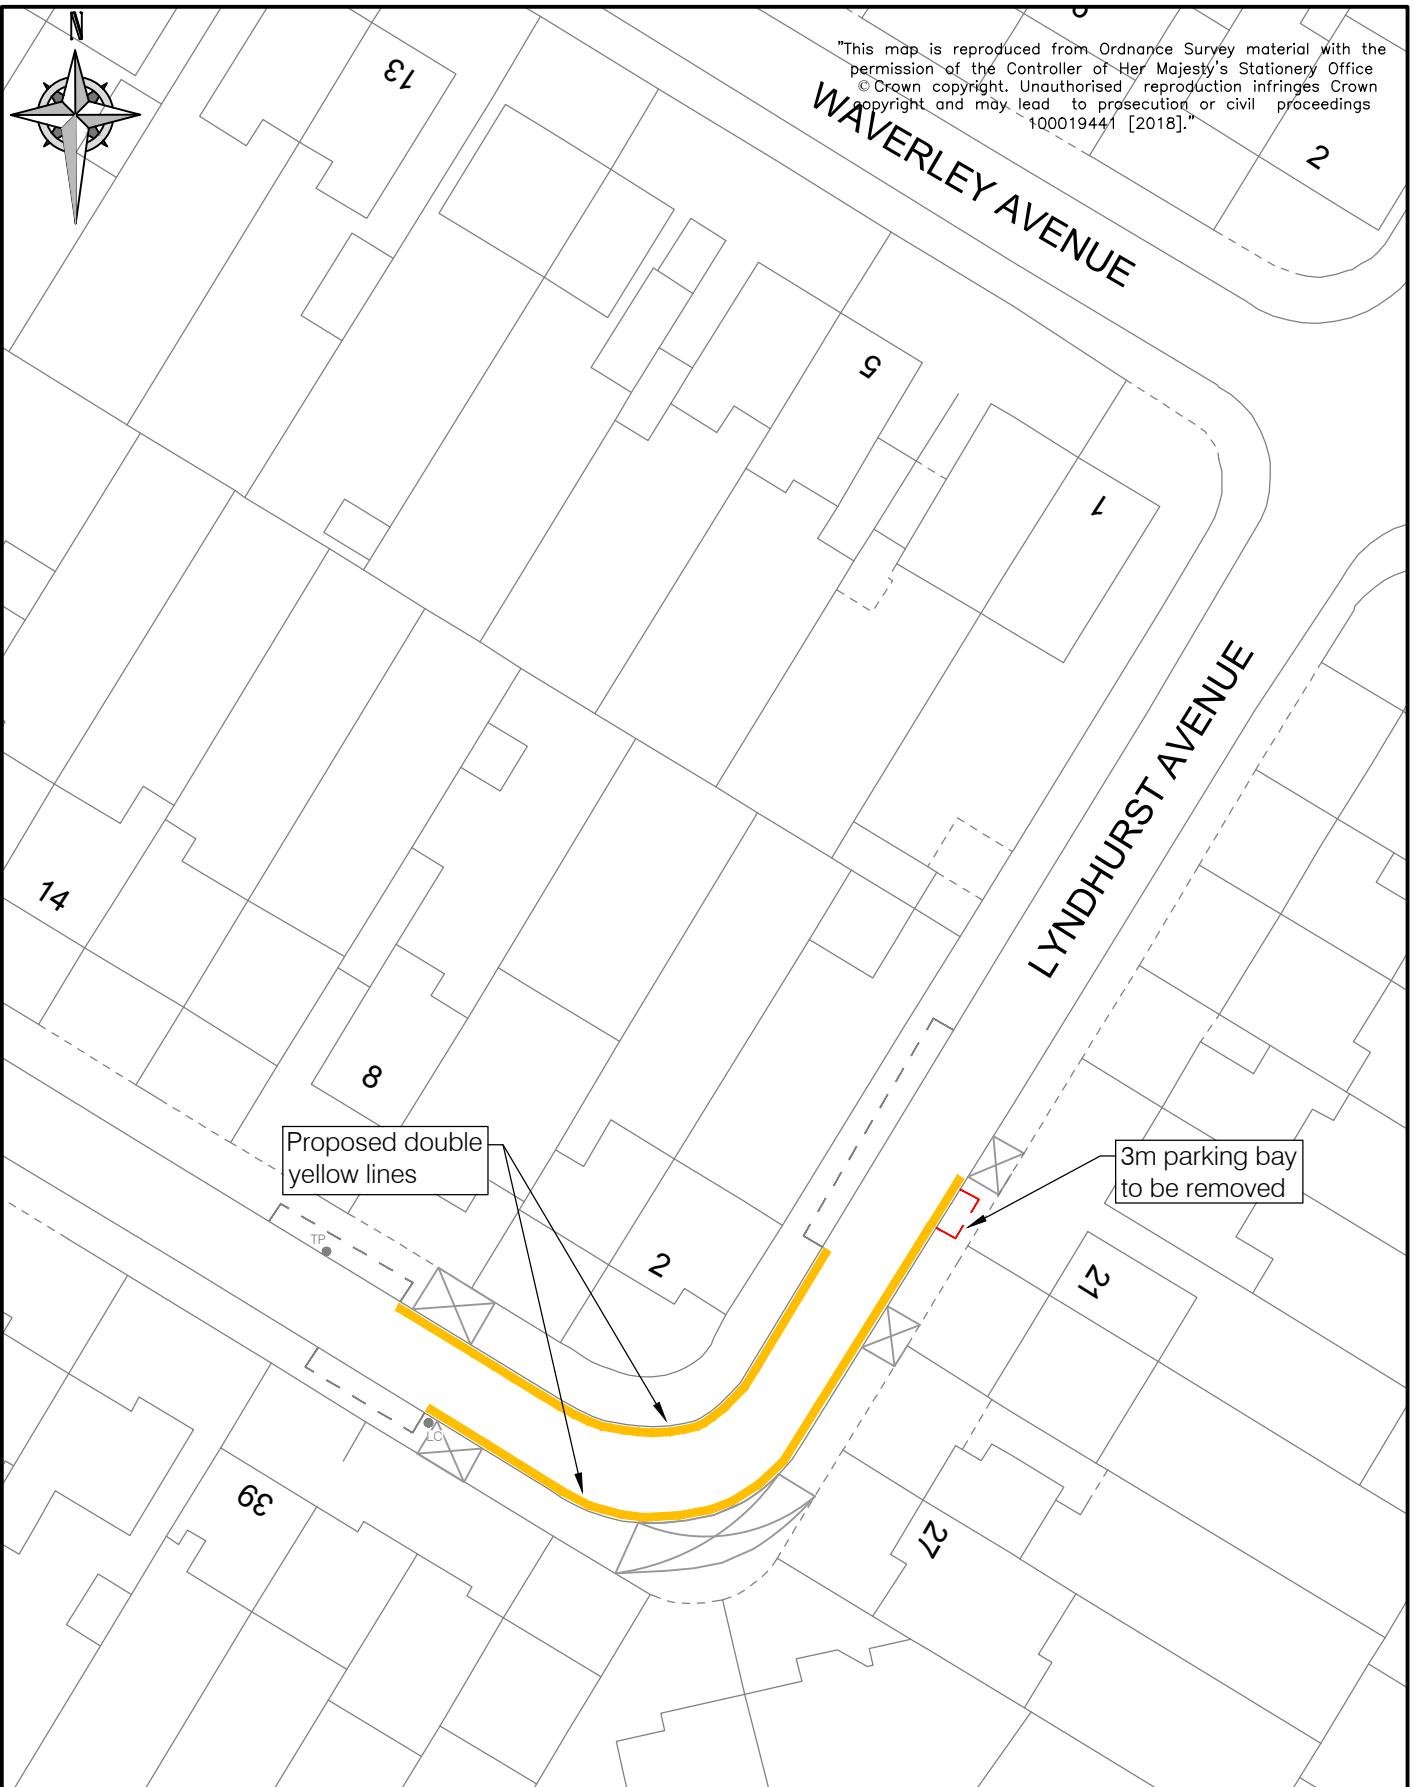 N
"This map is reproduced from Ordnance Survey material with the
permission of the Controller of Her Majesty's Stationery Office
© Crown copyright. Unauthorised reproduction infringes Crown
copyright and may lead to prosecution or civil proceedings
100019441 [2018]."
13
WAVERLEY AVENUE
2
5
1
LYNDHURST AVENUE
14
8
Proposed double
yellow lines
3m parking bay
to be removed
TP
2
21
LC
39
27